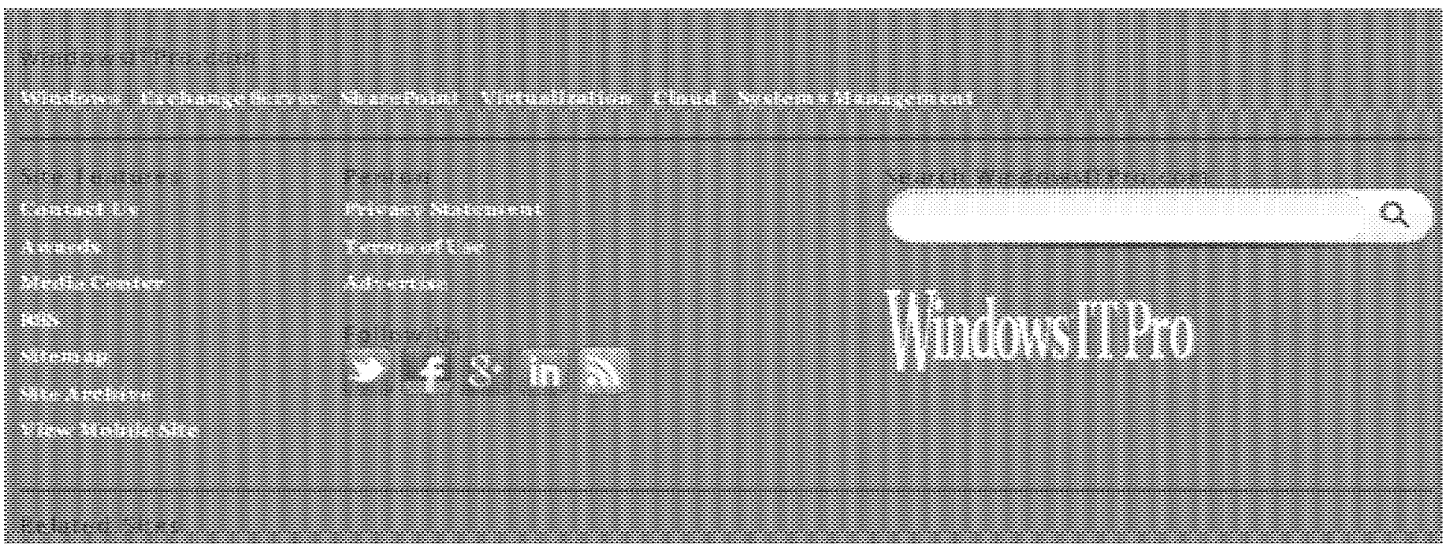 WindowsITPro.com
Windows Exchange Server SharePoint Virtualization Cloud Systems Management
Site Features
Contact Us
Awards
Media Center
RSS
Sitemap
Site Archive
View Mobile Site
Penton
Privacy Statement
Terms of Use
Advertise
Follow Us
Search WindowsITPro.com
WindowsITPro
Related Sites